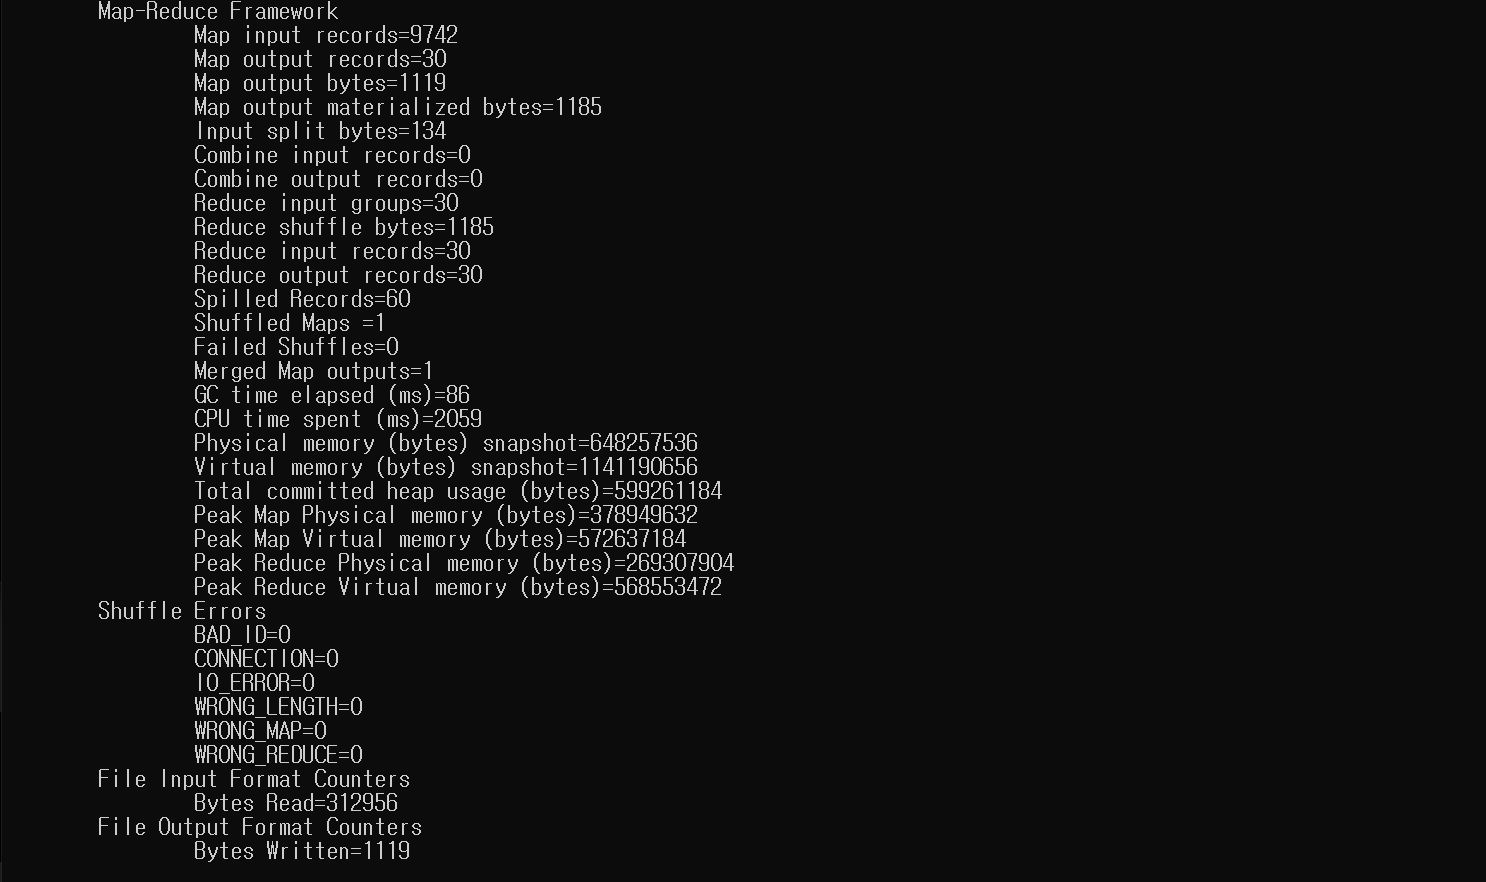 Map-Reduce Framework
Map input records=9742
Map output records=30
Map output bytes=1119
Map output materialized bytes=1185
Input split bytes=134
Combine input records=0
Combine output records=0
Reduce input groups=30
Reduce shuffle bytes=1185
Reduce input records=30
Reduce output records=30
Spilled Records=60
Shuffled Maps =1
Failed Shuffles=0
Merged Map outputs=1
GC time elapsed (ms)=86
CPU time spent (ms)=2059
Physical memory (bytes) snapshot=648257536
Virtual memory (bytes) snapshot=1141190656
Total committed heap usage (bytes)=599261184
Peak Map Physical memory (bytes)=378949632
Peak Map Virtual memory (bytes)=572637184
Peak Reduce Physical memory (bytes)=269307904
Peak Reduce Virtual memory (bytes)=568553472
Shuffle Errors
BAD_ID=0
CONNECTION=0
IO_ERROR=0
WRONG_LENGTH=0
WRONG_MAP=0
WRONG_REDUCE=0
File Input Format Counters
Bytes Read=312956
File Output Format Counters
Bytes Written=1119